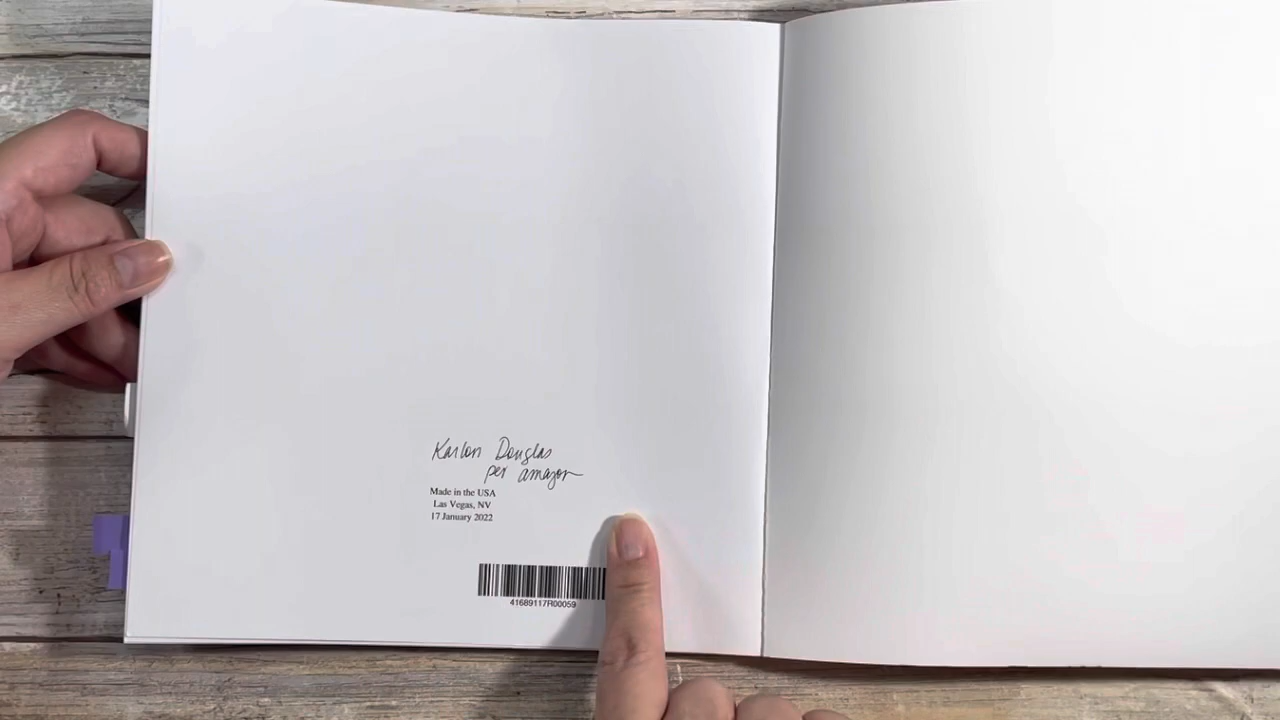 Karlon Douglas
per amazon
Made in the USA
Las Vegas, NV
17 January 2022
41689117R00059